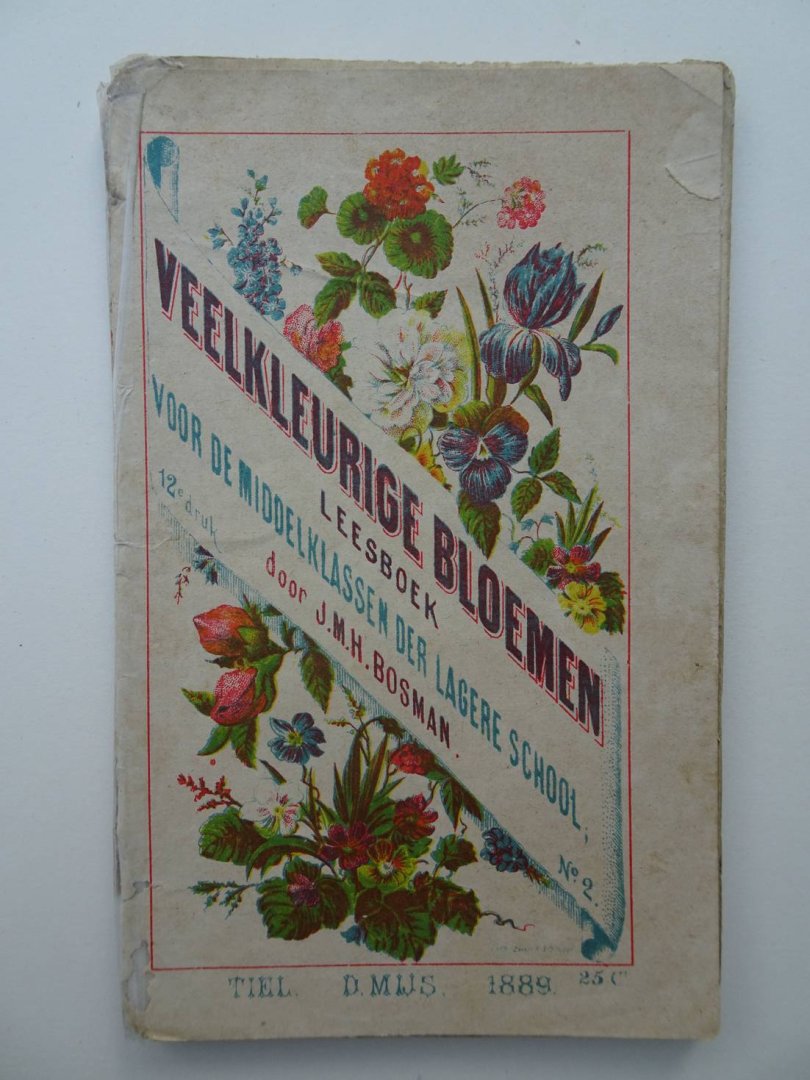 VEELKLEURIGE BLOEMEN
LEESBOEK
VOOR DE MIDDELKLASSEN DER LAGERE SCHOOL,
door J.M.H. BOSMAN.
12e druk
No 2.
TIEL. D. MIJS. 1889. 25 Ct